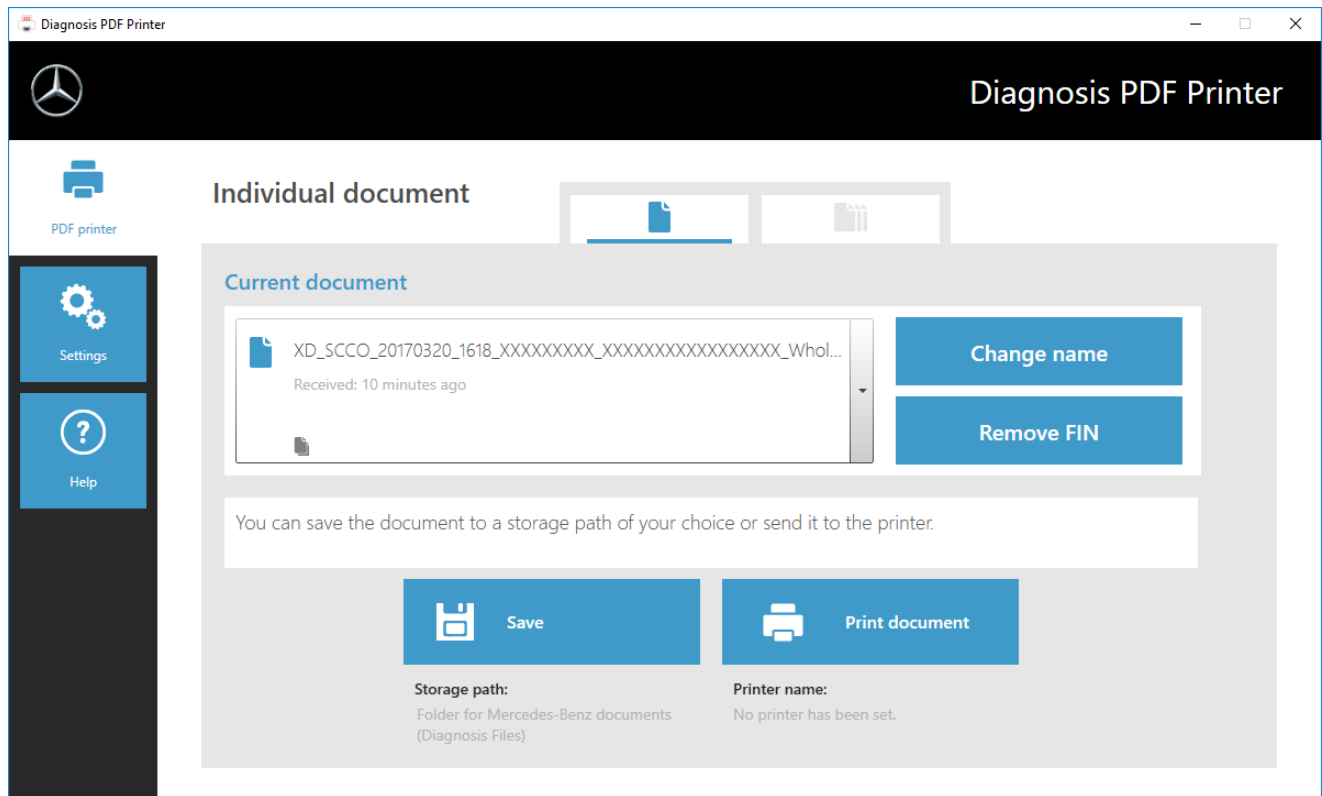 Diagnosis PDF Printer
Diagnosis PDF Printer
PDF printer
Settings
?
Help
Individual document
Current document
XD_SCCO_20170320_1618_XXXXXXXXX_XXXXXXXXXXXXXXXXX_Whol...
Received: 10 minutes ago
Change name
Remove FIN
You can save the document to a storage path of your choice or send it to the printer.
Save
Print document
Storage path:
Folder for Mercedes-Benz documents
(Diagnosis Files)
Printer name:
No printer has been set.